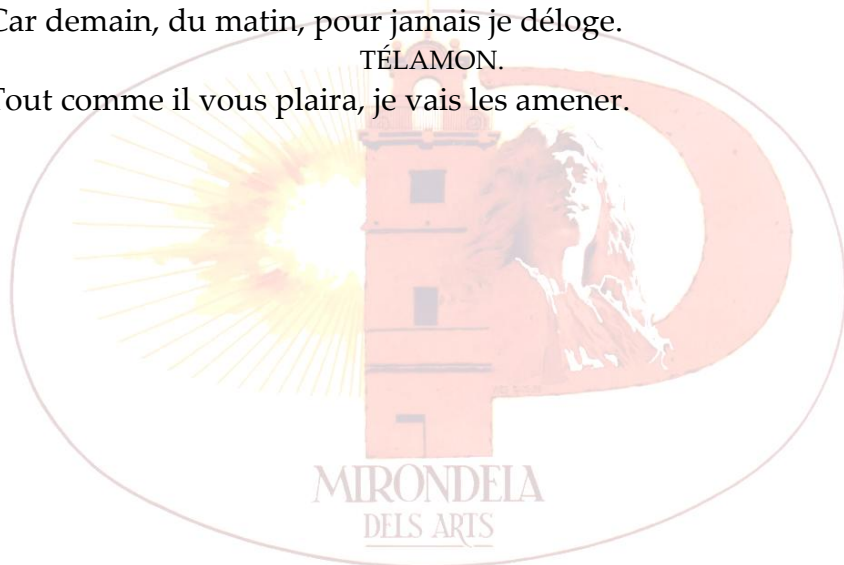 Car demain, du matin, pour jamais je déloge.
TÉLAMON.
Tout comme il vous plaira, je vais les amener.
MIRONDELA
DELS ARTS